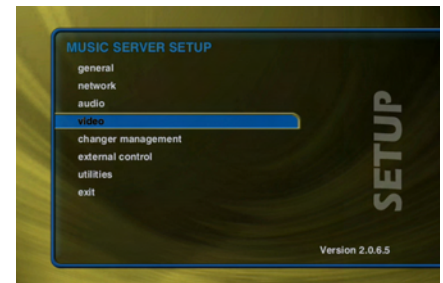 MUSIC SERVER SETUP
general
network
audio
video
changer management
external control
utilities
exit
SETUP
Version 2.0.6.5